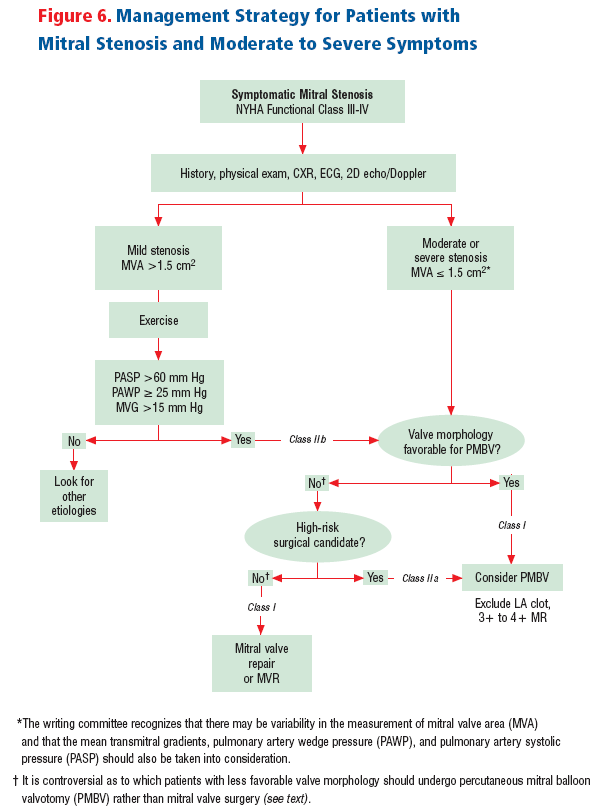 Figure 6. Management Strategy for Patients with
Mitral Stenosis and Moderate to Severe Symptoms
Symptomatic Mitral Stenosis
NYHA Functional Class III-IV
History, physical exam, CXR, ECG, 2D echo/Doppler
Mild stenosis
MVA >1.5 cm²
Moderate or
severe stenosis
MVA ≤ 1.5 cm²*
Exercise
PASP >60 mm Hg
PAWP ≥ 25 mm Hg
MVG >15 mm Hg
No
Yes
Class IIb
Valve morphology
favorable for PMBV?
Look for
other
etiologies
No†
Yes
Class I
High-risk
surgical candidate?
No†
Yes
Class IIa
Consider PMBV
Class I
Exclude LA clot,
3+ to 4+ MR
Mitral valve
repair
or MVR
*The writing committee recognizes that there may be variability in the measurement of mitral valve area (MVA)
and that the mean transmitral gradients, pulmonary artery wedge pressure (PAWP), and pulmonary artery systolic
pressure (PASP) should also be taken into consideration.
† It is controversial as to which patients with less favorable valve morphology should undergo percutaneous mitral balloon
valvotomy (PMBV) rather than mitral valve surgery (see text).